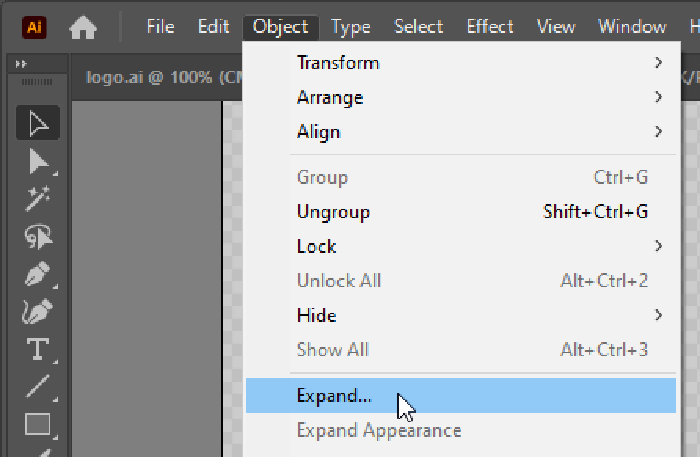 Ai File Edit Object Type Select Effect View Window H
logo.ai @ 100% (CM
Transform
Arrange
Align
Group Ctrl+G
Ungroup Shift+Ctrl+G
Lock
Unlock All Alt+Ctrl+2
Hide
Show All Alt+Ctrl+3
Expand...
Expand Appearance
T